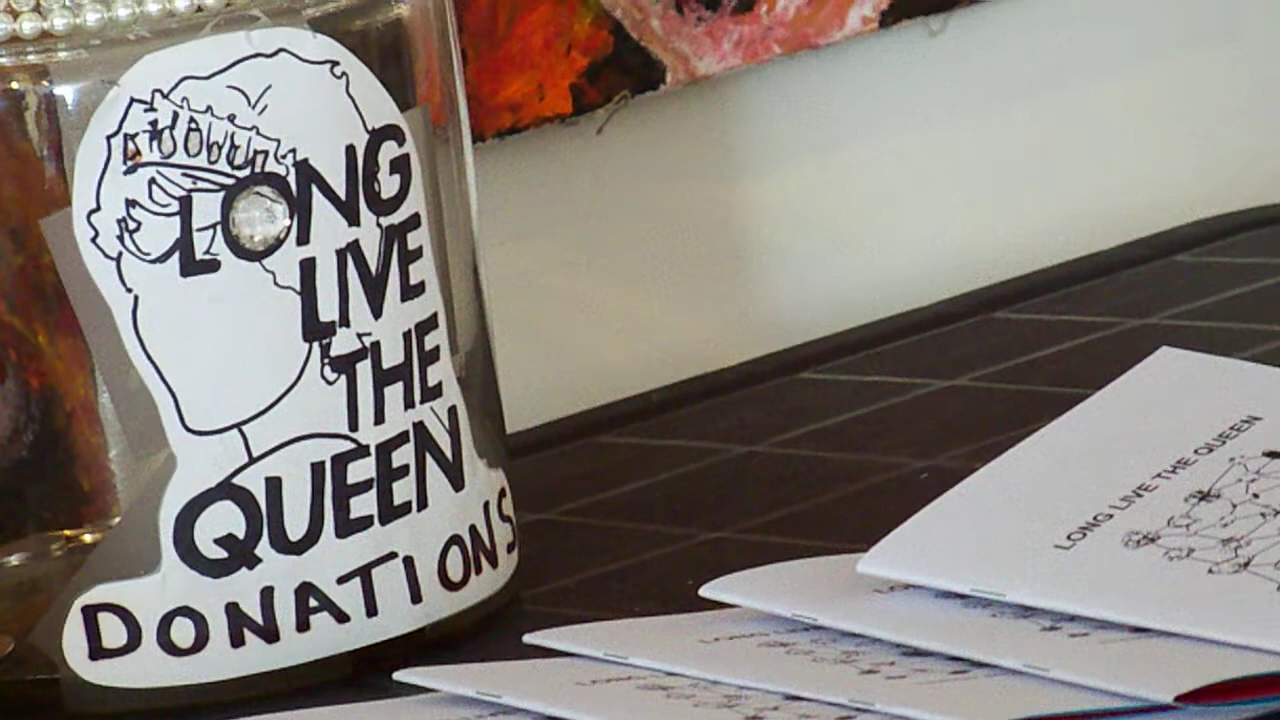 LONG
LIVE
THE
QUEEN
DONATIONS
LONG LIVE THE QUEEN